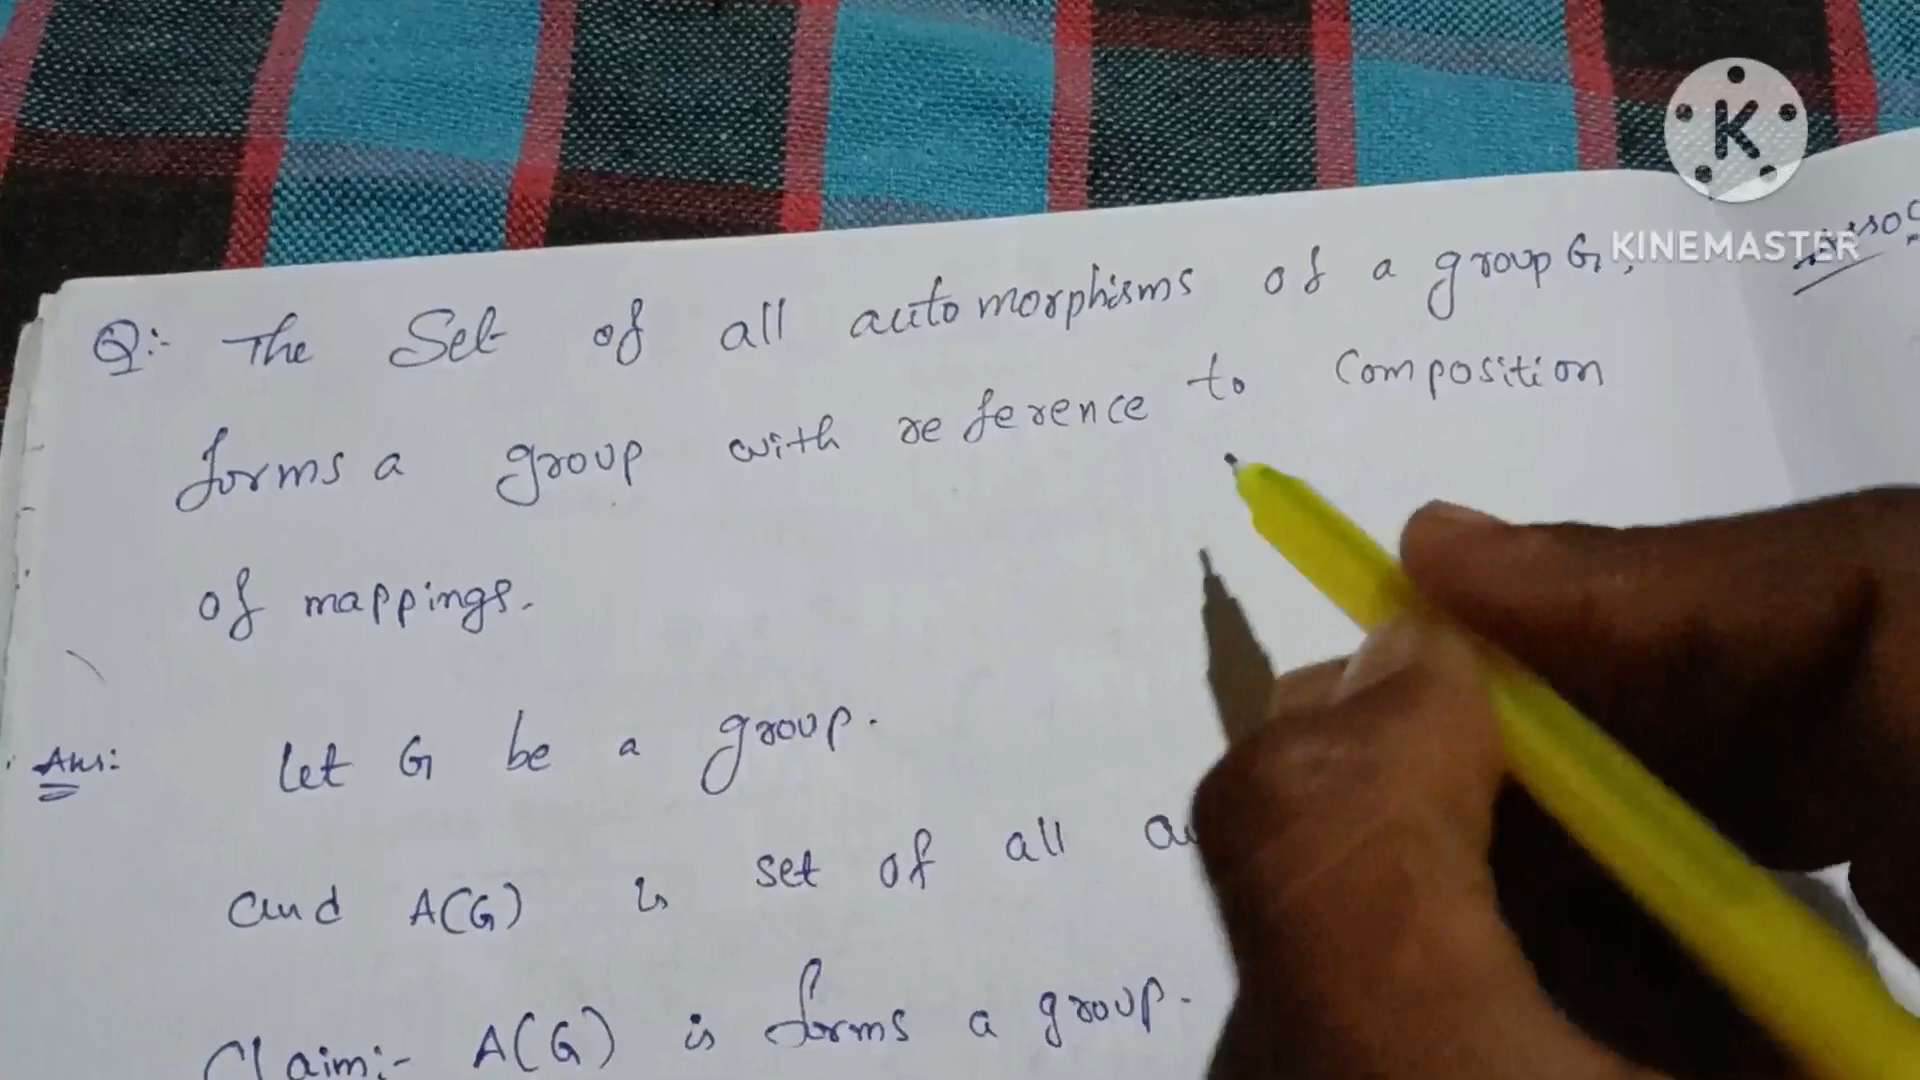 Q:- The Set of all automorphisms of a group G,
forms a group with reference to composition
of mappings.
Ans: Let G be a group.
and A(G) is set of all
Claim:- A(G) is forms a group.
K
KINEMASTER